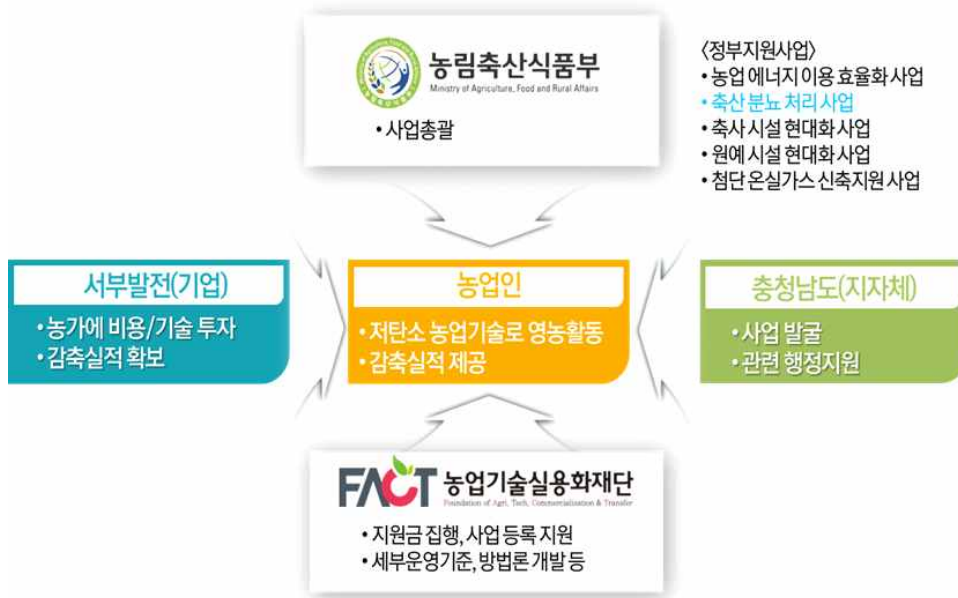 농림축산식품부
Ministry of Agriculture, Food and Rural Affairs
• 사업총괄
<정부지원사업>
• 농업 에너지 이용 효율화 사업
• 축산 분뇨 처리 사업
• 축사 시설 현대화 사업
• 원예 시설 현대화 사업
• 첨단 온실가스 신축지원 사업
서부발전(기업)
• 농가에 비용/기술 투자
• 감축실적 확보
농업인
• 저탄소 농업기술로 영농활동
• 감축실적 제공
충청남도(지자체)
• 사업 발굴
• 관련 행정지원
FACT 농업기술실용화재단
Foundation of Agri. Tech. Commercialization & Transfer
• 지원금 집행, 사업 등록 지원
• 세부운영기준, 방법론 개발 등